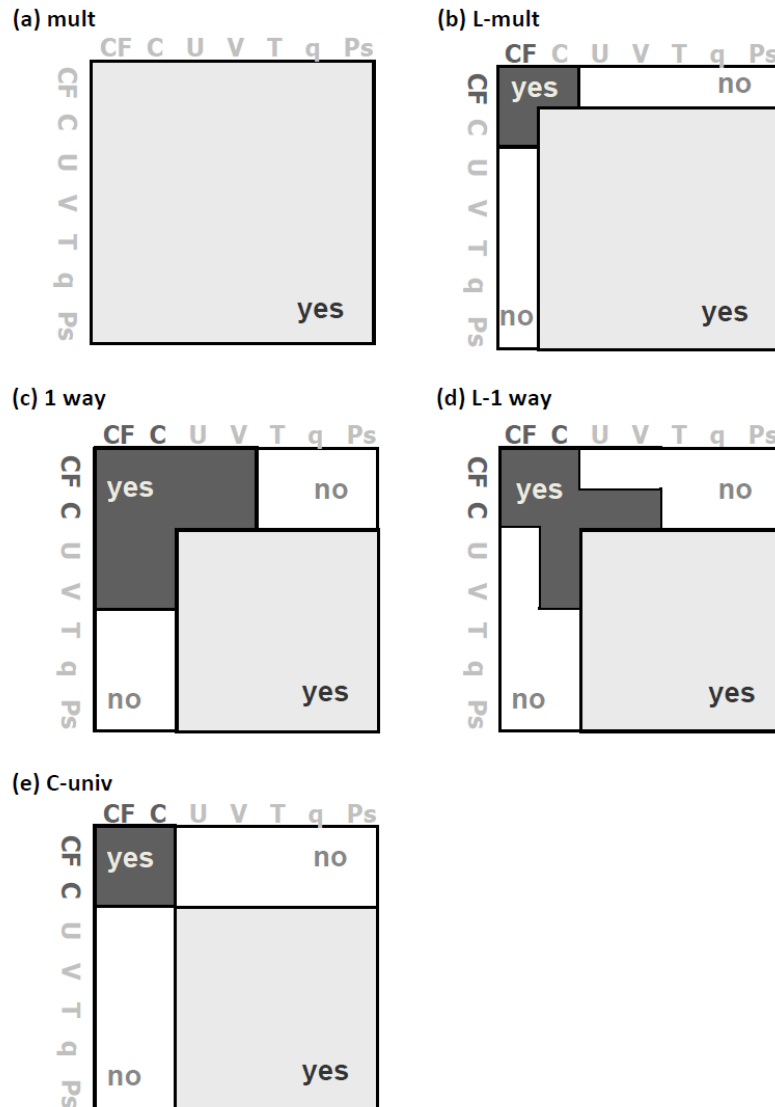 (a) mult
CF C U V T q Ps
CF
C
U
V
T
q
Ps
yes
(b) L-mult
CF C U V T q Ps
CF
C
U
V
T
q
Ps
yes
no
no
yes
(c) 1 way
CF C U V T q Ps
CF
C
U
V
T
q
Ps
yes
no
no
yes
(d) L-1 way
CF C U V T q Ps
CF
C
U
V
T
q
Ps
yes
no
no
yes
(e) C-univ
CF C U V T q Ps
CF
C
U
V
T
q
Ps
yes
no
no
yes